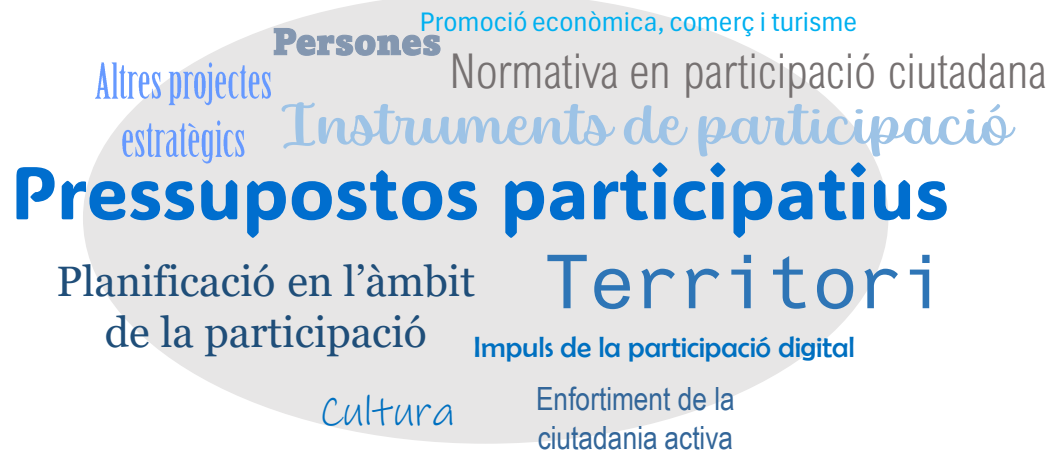 Promoció econòmica, comerç i turisme
Persones
Normativa en participació ciutadana
Altres projectes
estratègics
Instruments de participació
Pressupostos participatius
Planificació en l’àmbit
de la participació
Territori
Impuls de la participació digital
Cultura
Enfortiment de la
ciutadania activa